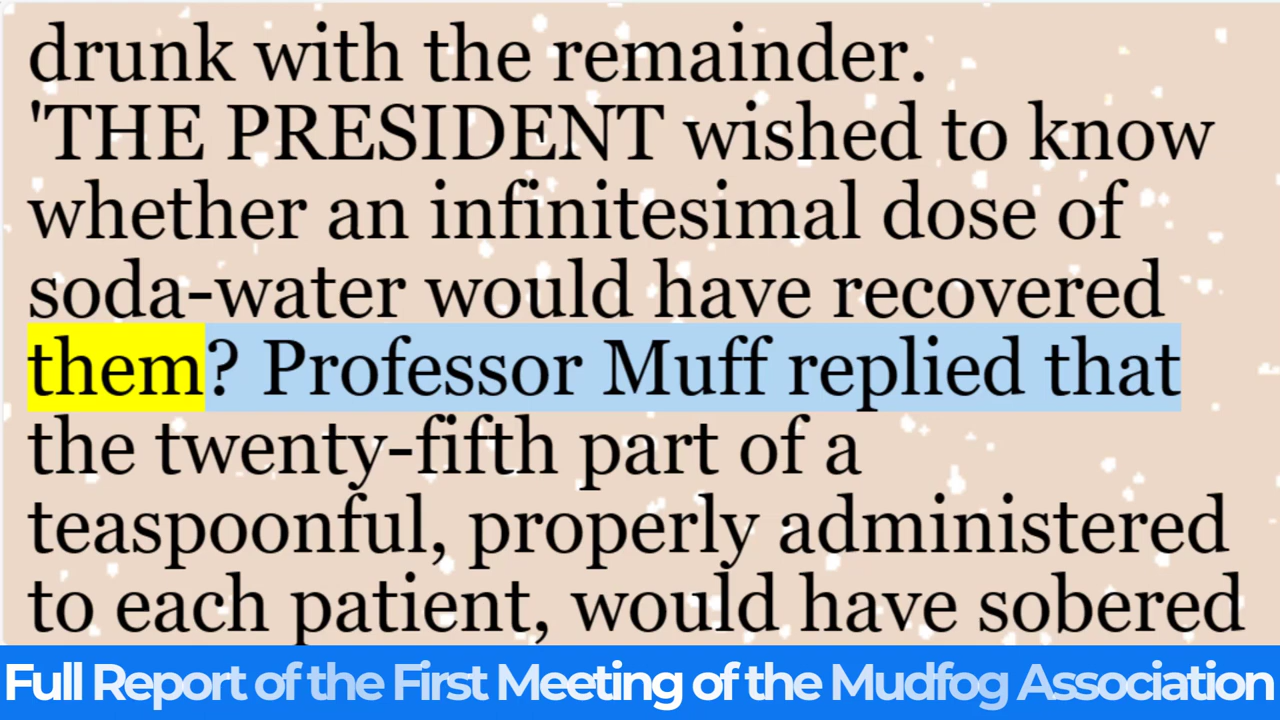 drunk with the remainder.
'THE PRESIDENT wished to know
whether an infinitesimal dose of
soda-water would have recovered
them? Professor Muff replied that
the twenty-fifth part of a
teaspoonful, properly administered
to each patient, would have sobered
Full Report of the First Meeting of the Mudfog Association